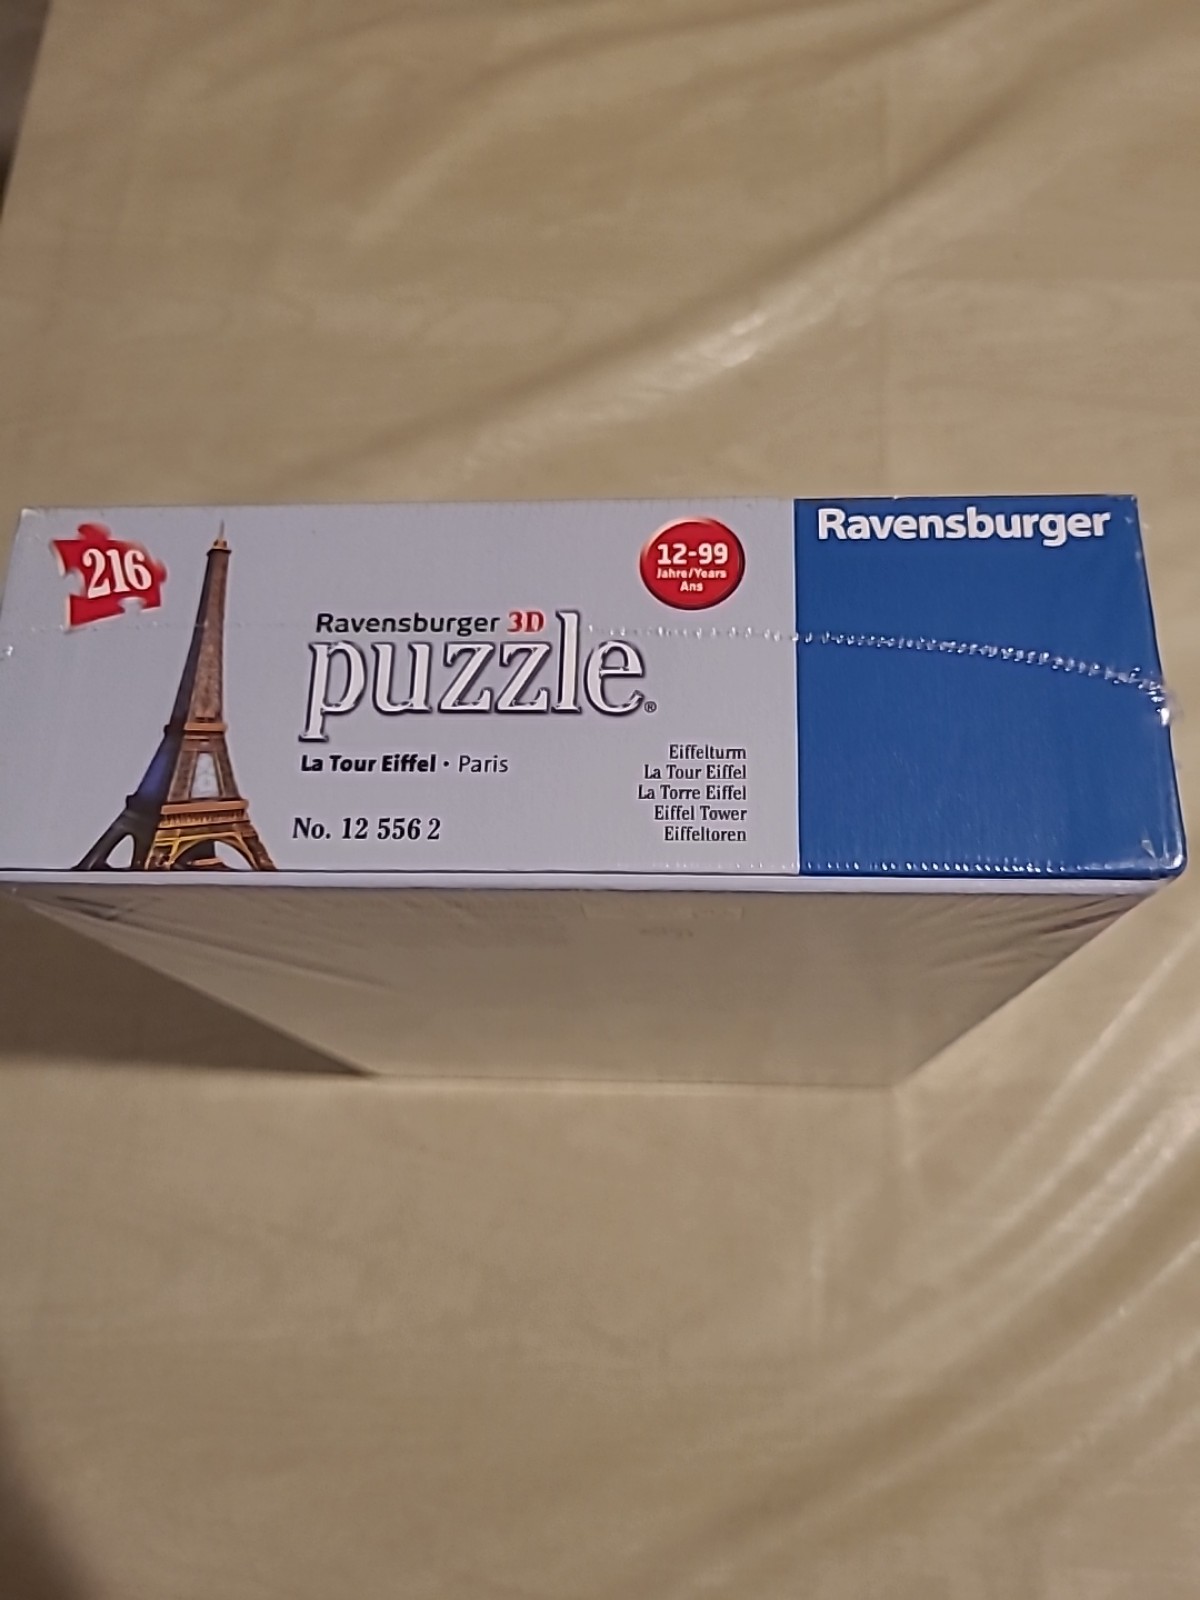 216
12-99
Jahre/Years
Ans
Ravensburger
Ravensburger 3D
puzzle®
La Tour Eiffel • Paris
No. 12 556 2
Eiffelturm
La Tour Eiffel
La Torre Eiffel
Eiffel Tower
Eiffeltoren